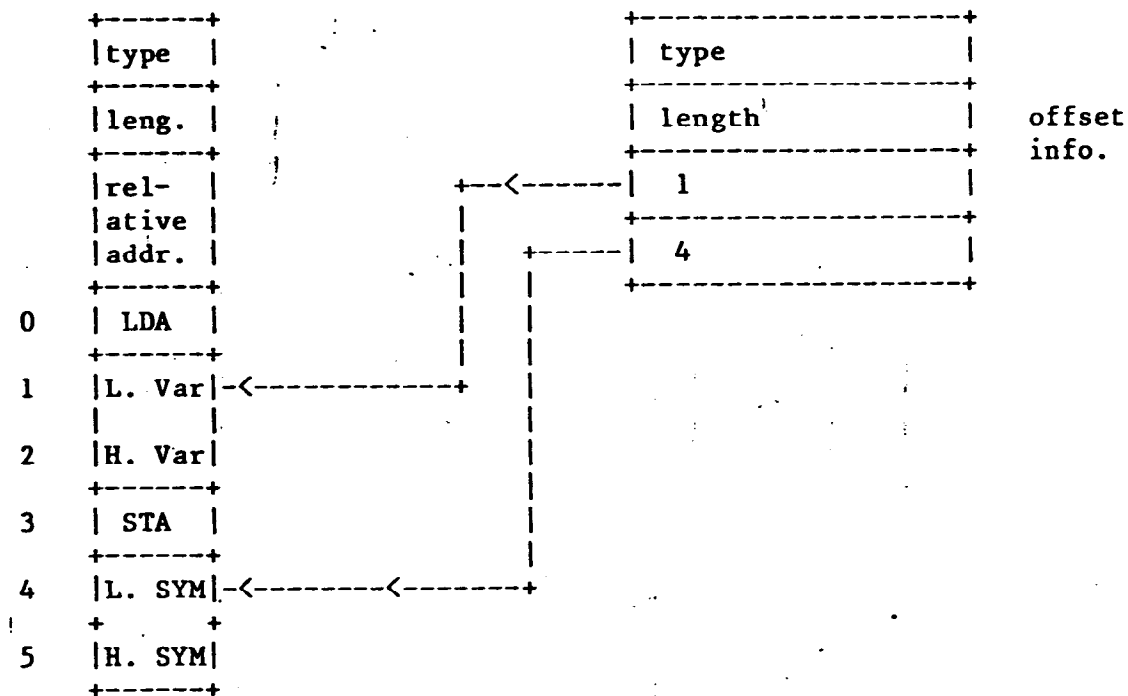 type
leng.
rel-
ative
addr.
0 LDA
1 L. Var
2 H. Var
3 STA
4 L. SYM
5 H. SYM
type
length
1
4
offset
info.